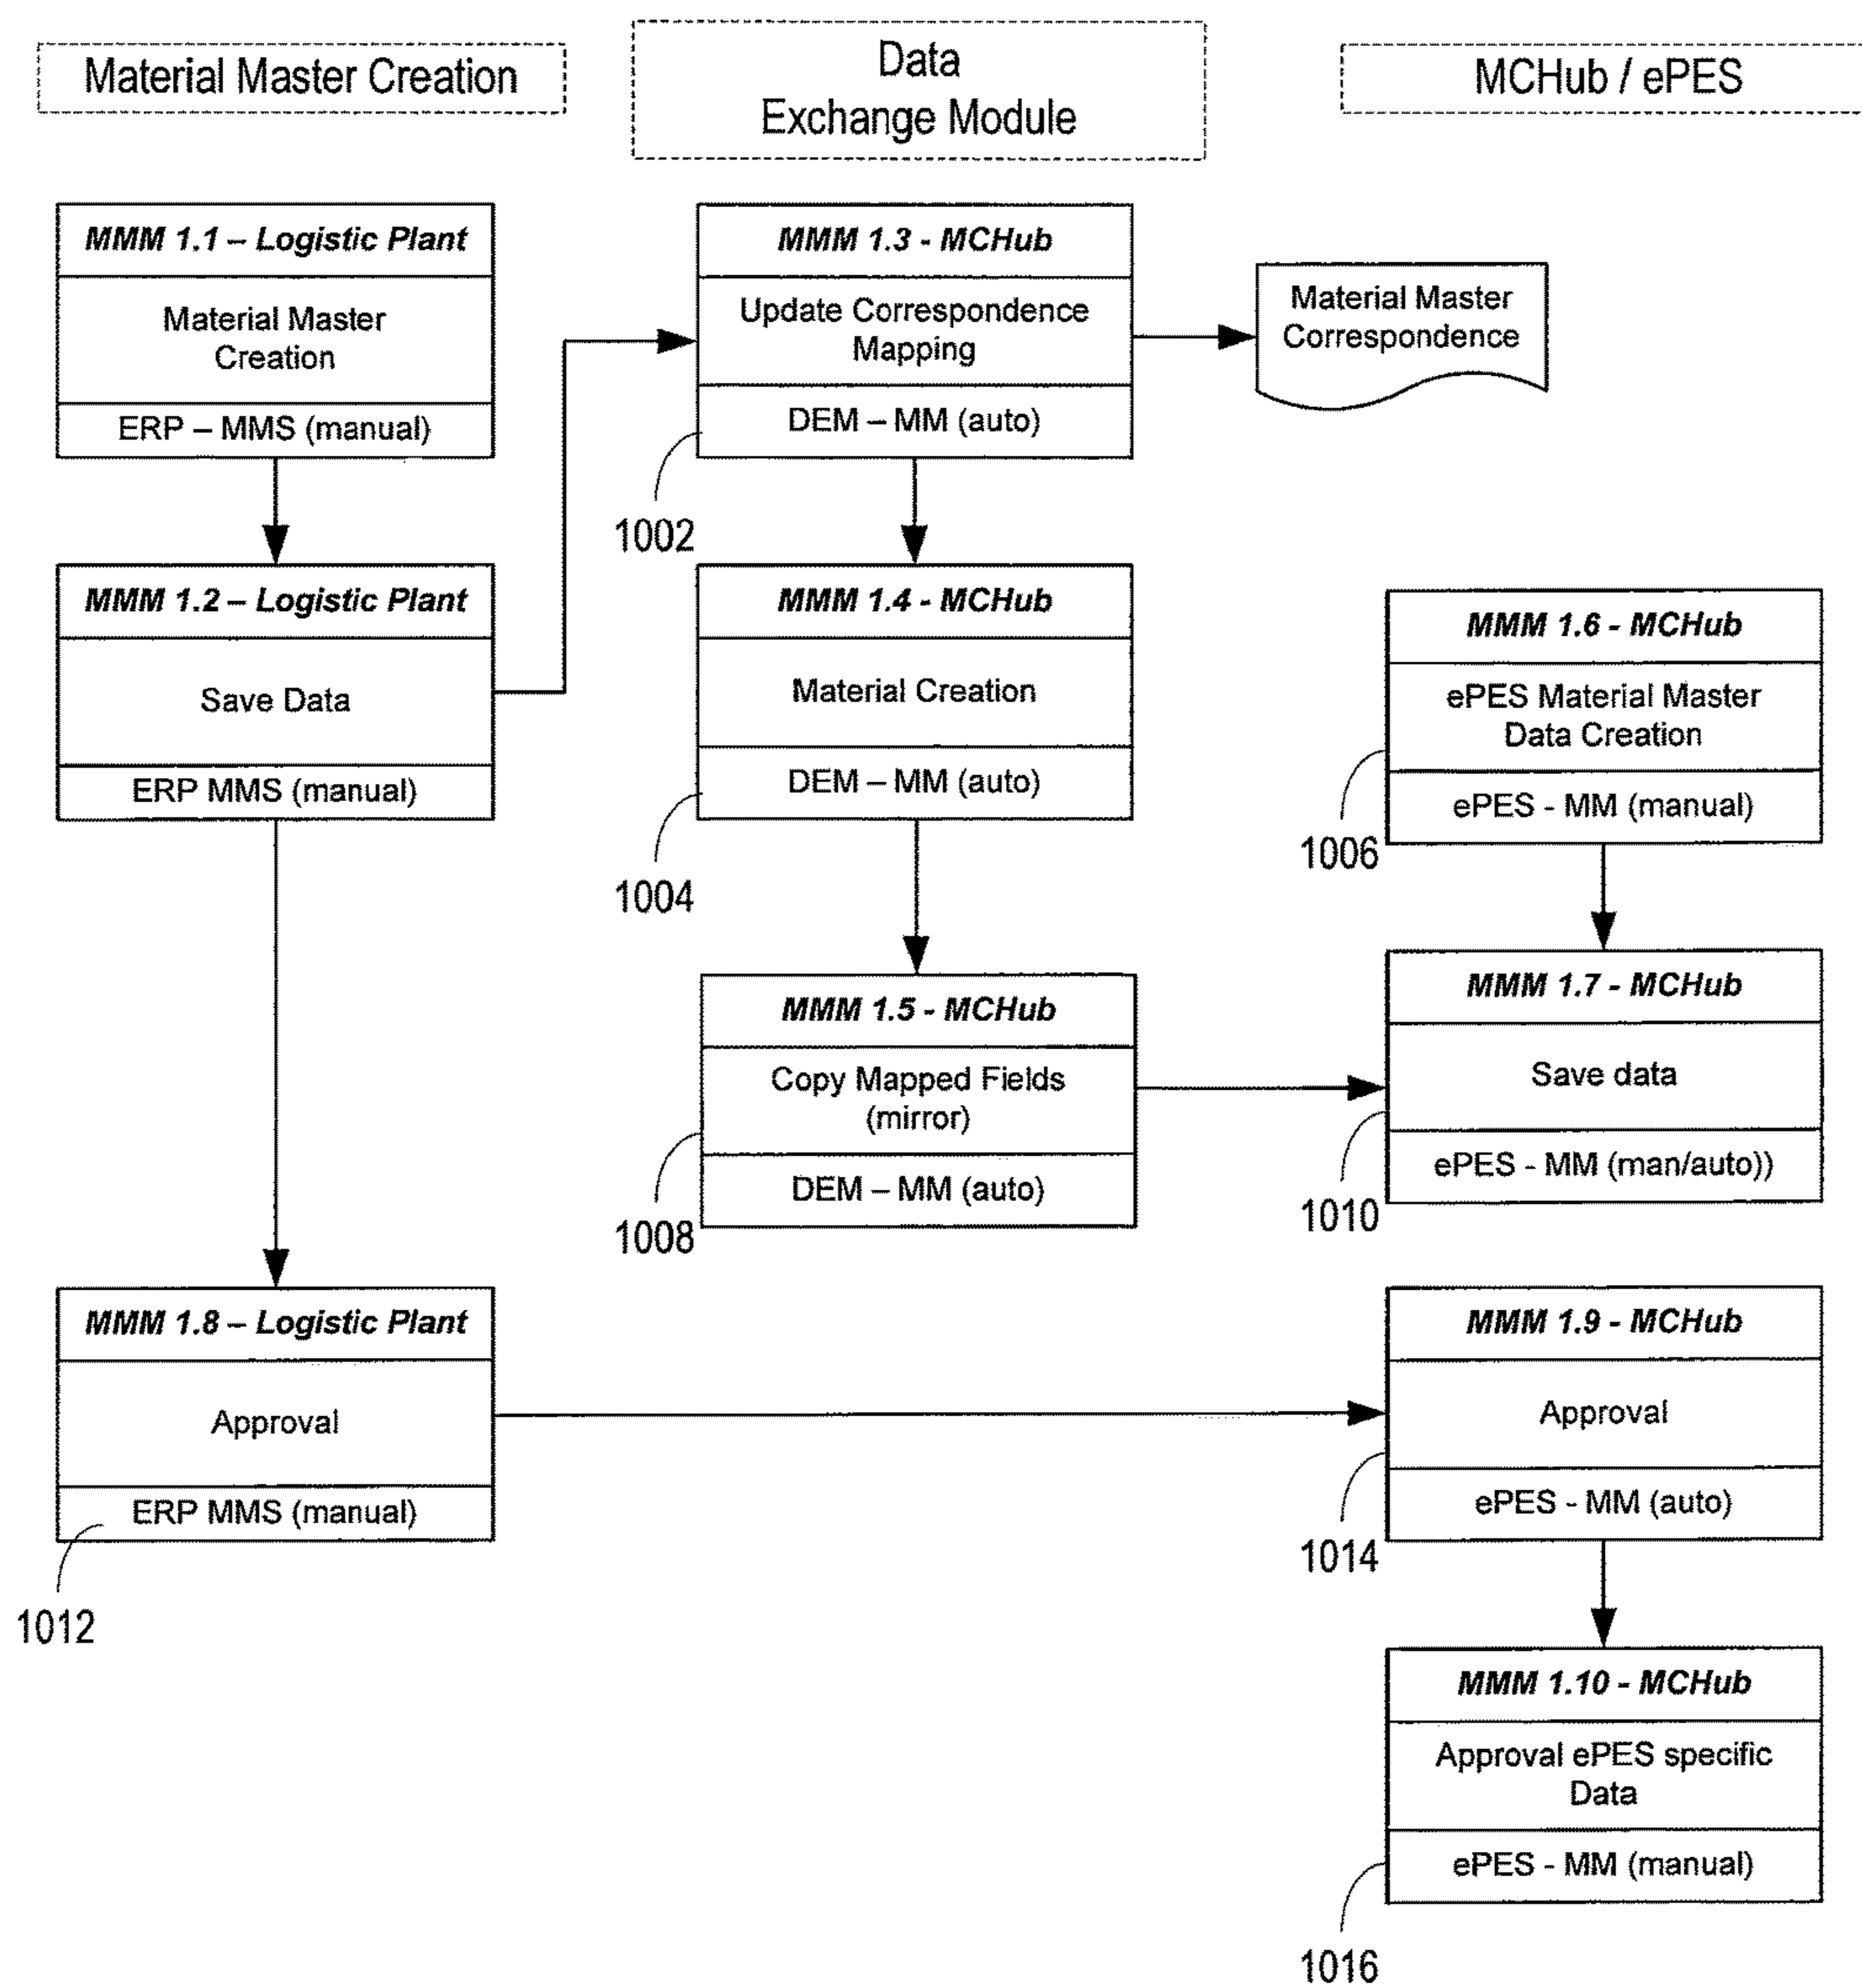 Material Master Creation
Data
Exchange Module
MCHub / ePES
MMM 1.1 – Logistic Plant
Material Master
Creation
ERP – MMS (manual)
MMM 1.3 - MCHub
Update Correspondence
Mapping
DEM – MM (auto)
1002
Material Master
Correspondence
MMM 1.2 – Logistic Plant
Save Data
ERP MMS (manual)
MMM 1.4 - MCHub
Material Creation
DEM – MM (auto)
1004
MMM 1.6 - MCHub
ePES Material Master
Data Creation
ePES - MM (manual)
1006
MMM 1.5 - MCHub
Copy Mapped Fields
(mirror)
DEM – MM (auto)
1008
MMM 1.7 - MCHub
Save data
ePES - MM (man/auto))
1010
MMM 1.8 – Logistic Plant
Approval
ERP MMS (manual)
1012
MMM 1.9 - MCHub
Approval
ePES - MM (auto)
1014
MMM 1.10 - MCHub
Approval ePES specific
Data
ePES - MM (manual)
1016